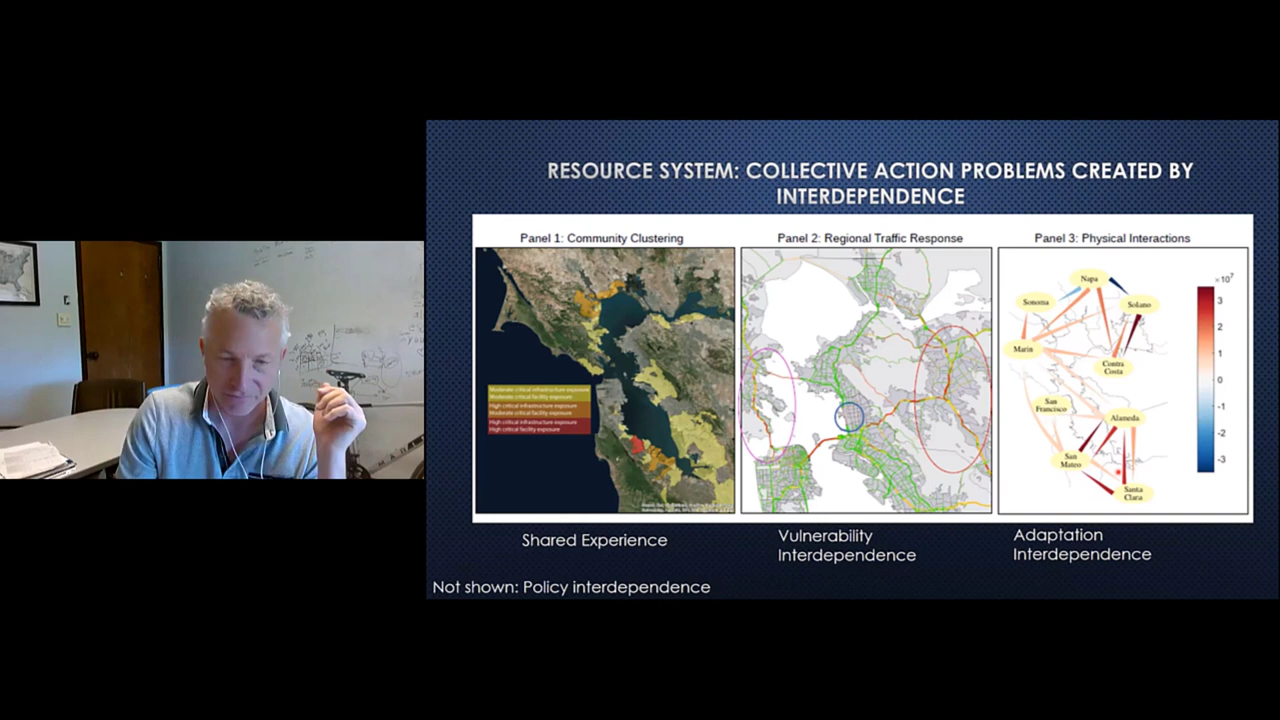 RESOURCE SYSTEM: COLLECTIVE ACTION PROBLEMS CREATED BY
INTERDEPENDENCE
Panel 1: Community Clustering
Moderate critical infrastructure exposure
Moderate critical facility exposure
High critical infrastructure exposure
Moderate critical facility exposure
High critical infrastructure exposure
High critical facility exposure
Shared Experience
Panel 2: Regional Traffic Response
Vulnerability
Interdependence
Panel 3: Physical Interactions
Napa
Sonoma
Solano
Marin
Contra
Costa
San
Francisco
Alameda
San
Mateo
Santa
Clara
×10⁷
3
2
1
0
-1
-2
-3
Adaptation
Interdependence
Not shown: Policy interdependence